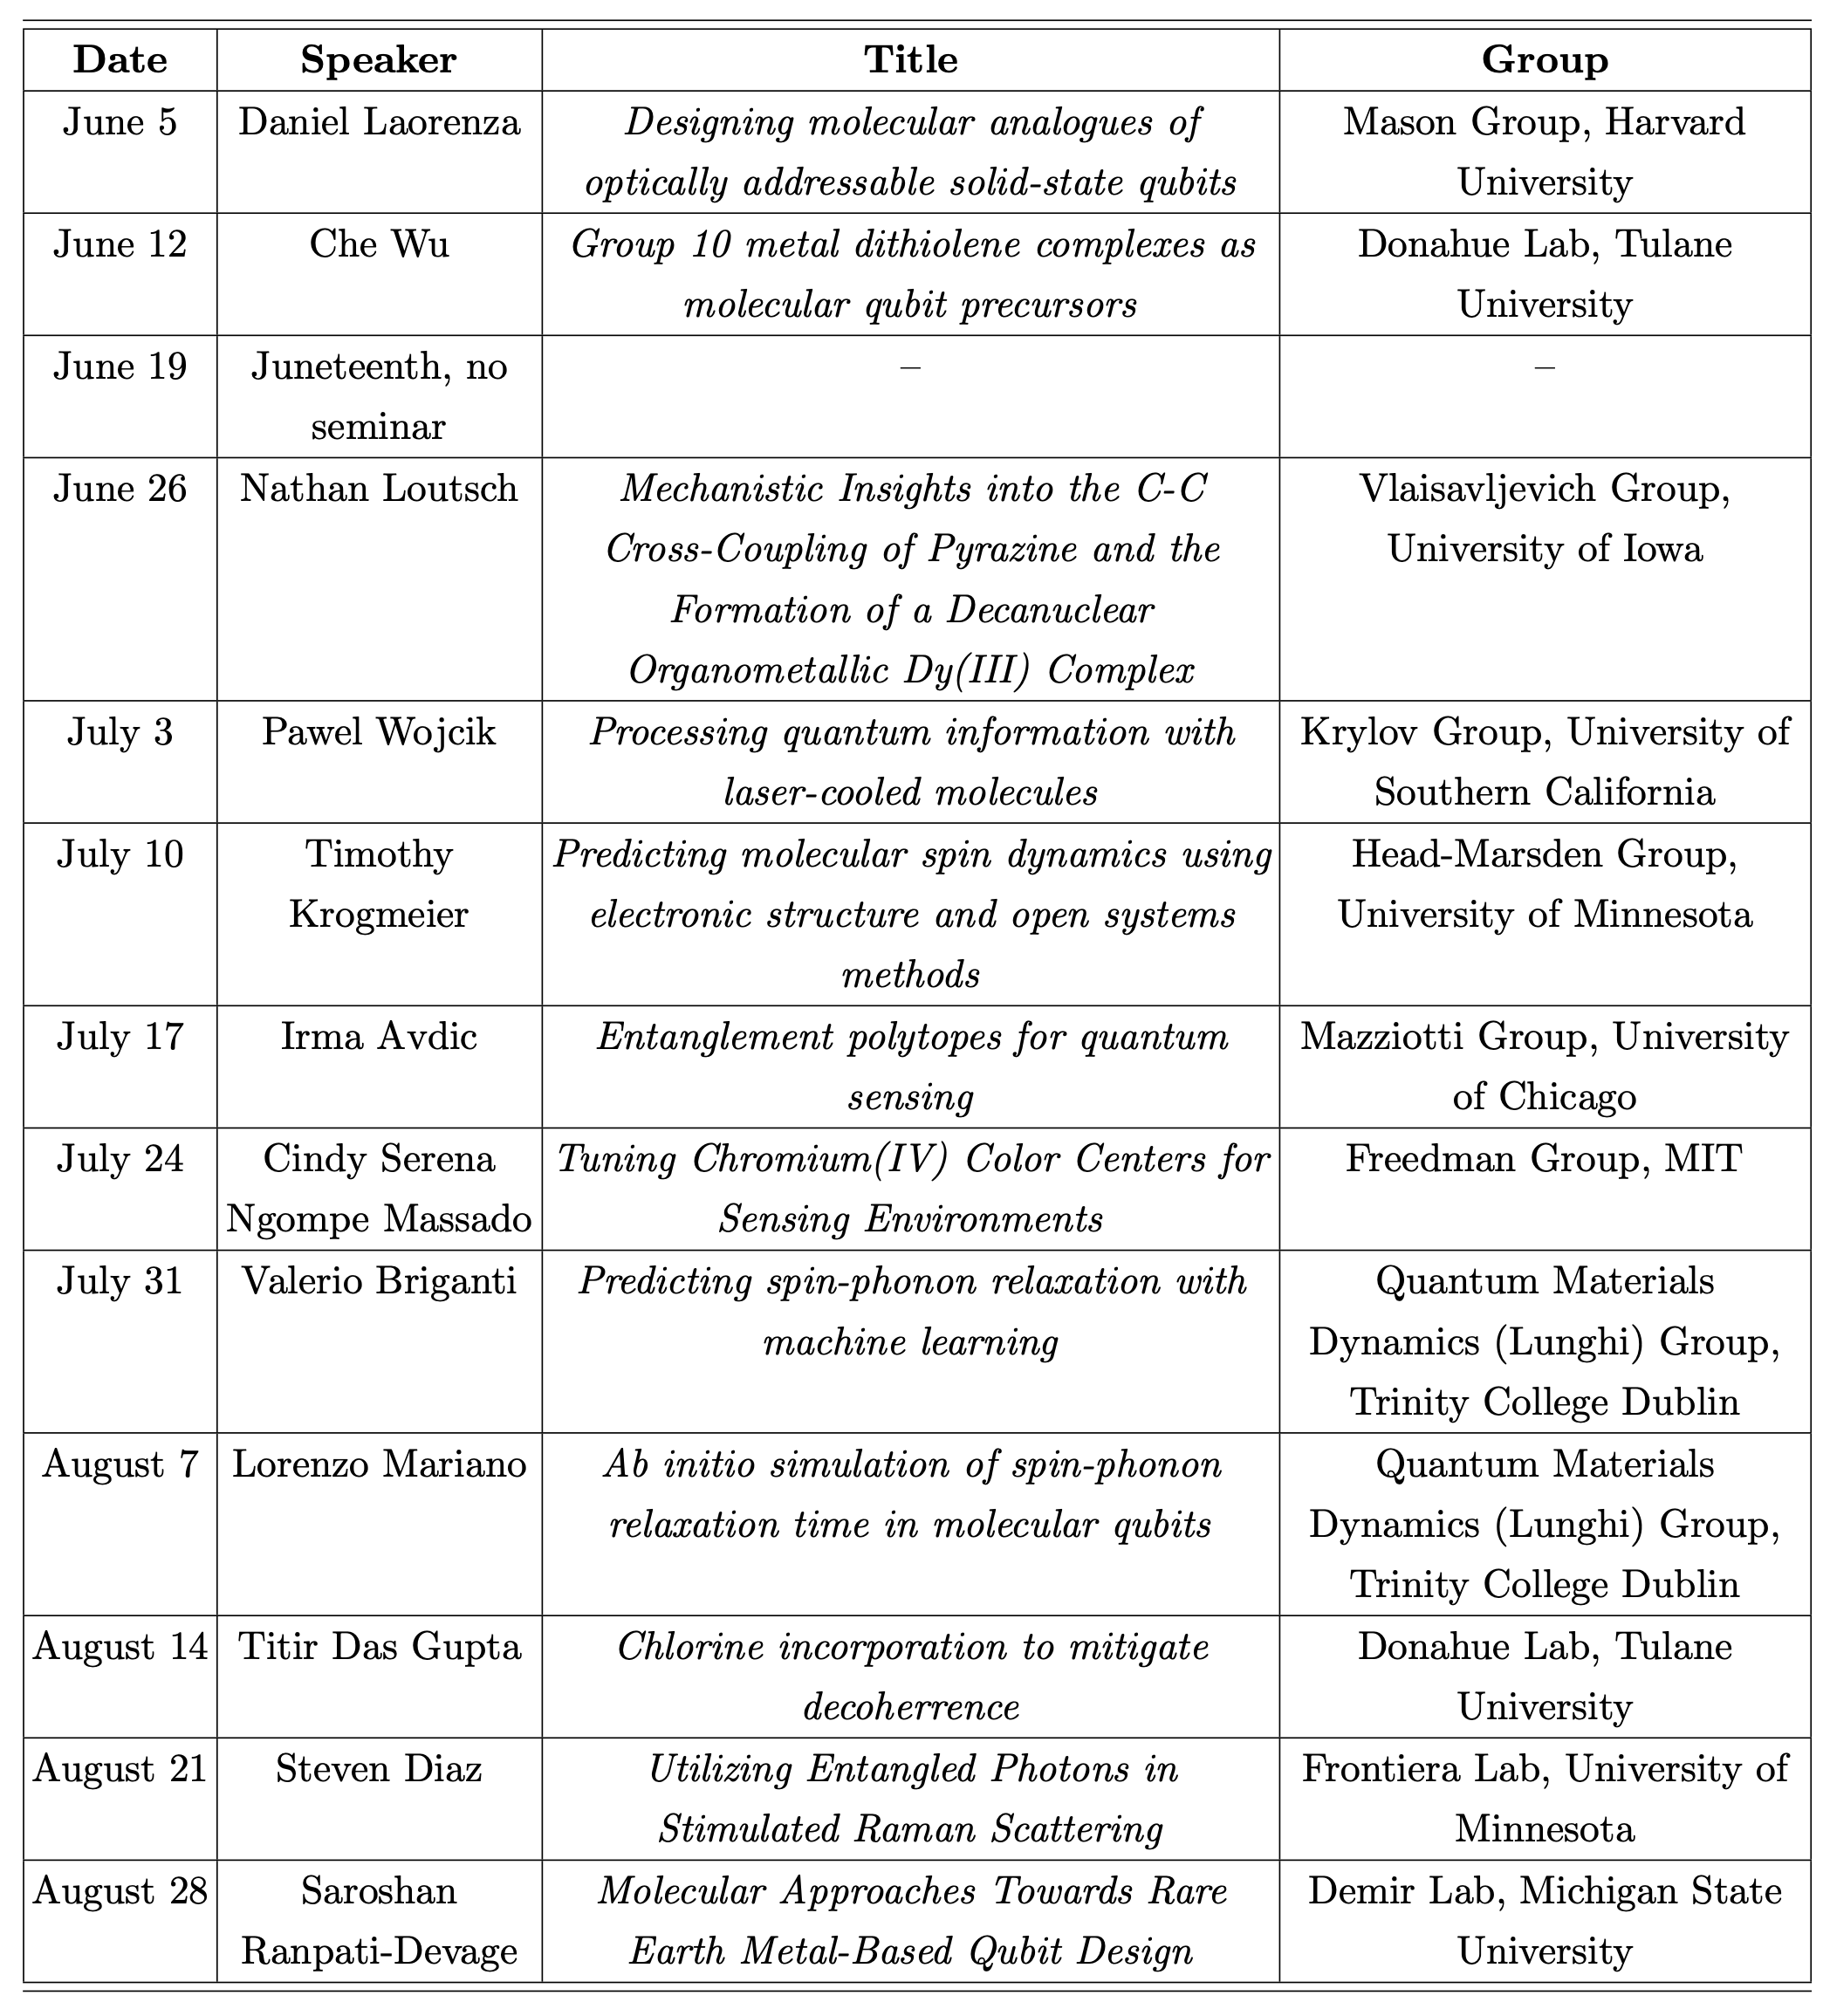 Date Speaker Title Group
June 5 Daniel Laorenza Designing molecular analogues of Mason Group, Harvard
optically addressable solid-state qubits University
June 12 Che Wu Group 10 metal dithiolene complexes as Donahue Lab, Tulane
molecular qubit precursors University
June 19 Juneteenth, no – –
seminar
June 26 Nathan Loutsch Mechanistic Insights into the C-C Vlaisavljevich Group,
Cross-Coupling of Pyrazine and the University of Iowa
Formation of a Decanuclear
Organometallic Dy(III) Complex
July 3 Pawel Wojcik Processing quantum information with Krylov Group, University of
laser-cooled molecules Southern California
July 10 Timothy Predicting molecular spin dynamics using Head-Marsden Group,
Krogmeier electronic structure and open systems University of Minnesota
methods
July 17 Irma Avdic Entanglement polytopes for quantum Mazziotti Group, University
sensing of Chicago
July 24 Cindy Serena Tuning Chromium(IV) Color Centers for Freedman Group, MIT
Ngompe Massado Sensing Environments
July 31 Valerio Briganti Predicting spin-phonon relaxation with Quantum Materials
machine learning Dynamics (Lunghi) Group,
Trinity College Dublin
August 7 Lorenzo Mariano Ab initio simulation of spin-phonon Quantum Materials
relaxation time in molecular qubits Dynamics (Lunghi) Group,
Trinity College Dublin
August 14 Titir Das Gupta Chlorine incorporation to mitigate Donahue Lab, Tulane
decoherrence University
August 21 Steven Diaz Utilizing Entangled Photons in Frontiera Lab, University of
Stimulated Raman Scattering Minnesota
August 28 Saroshan Molecular Approaches Towards Rare Demir Lab, Michigan State
Ranpati-Devage Earth Metal-Based Qubit Design University